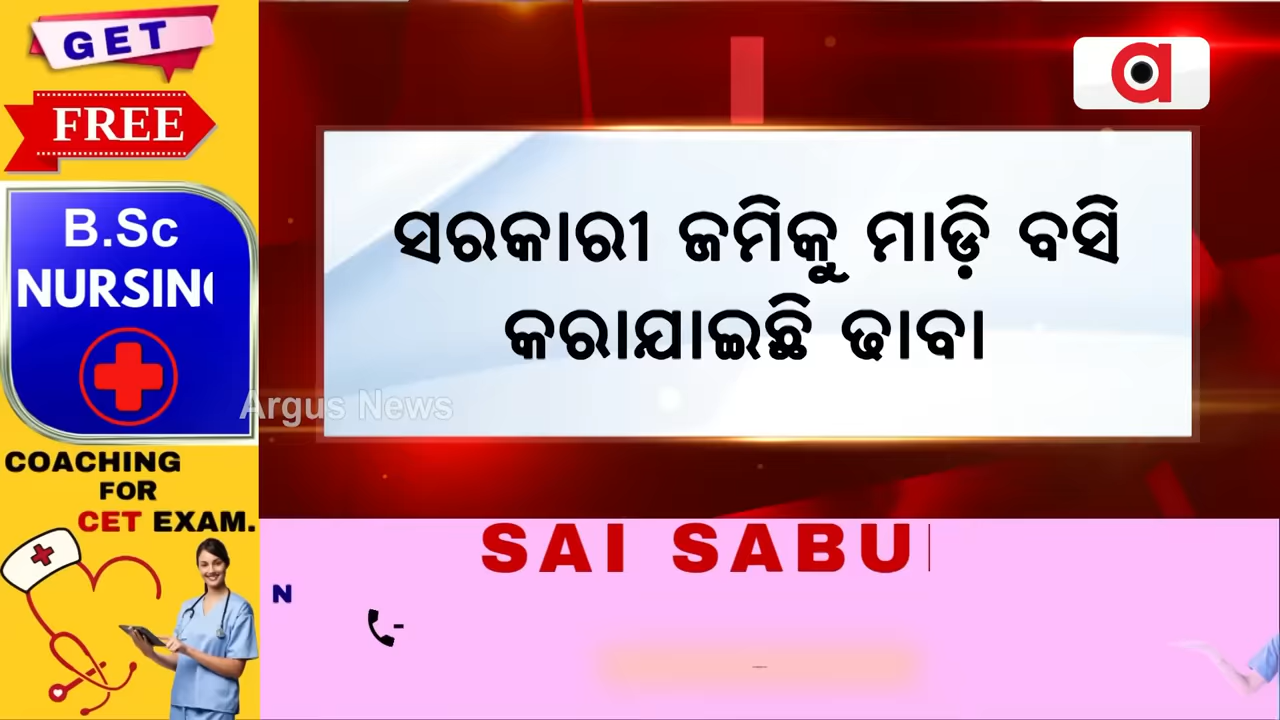 GET
FREE
B.Sc
NURSIN
COACHING
FOR
CET EXAM.
ସରକାରୀ ଜମିକୁ ମାଡ଼ି ବସି
କରାଯାଇଛି ଢାବା
Argus News
SAI SABU
N